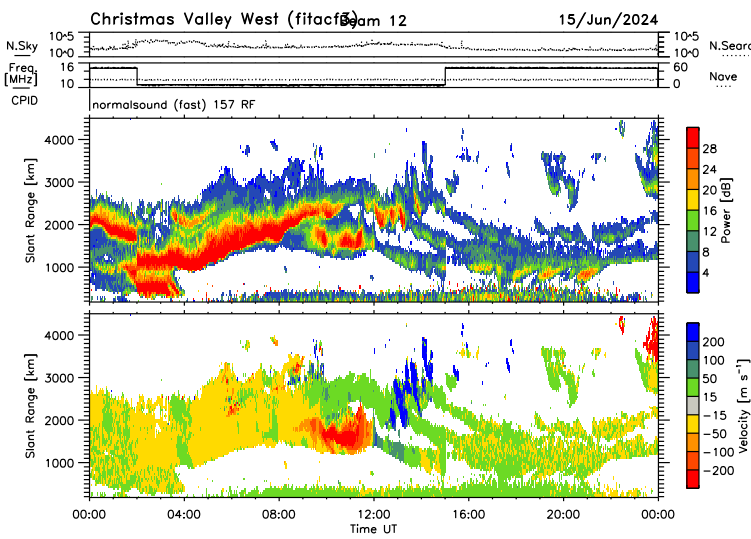 Christmas Valley West (fitacf3)
Beam 12
15/Jun/2024
N.Sky
10^5
10^0
10^5
10^0
N.Sear
Freq
[MHz]
16
10
60
0
Nave
CPID
normalsound (fast) 157 RF
Slant Range [km]
4000
3000
2000
1000
28
24
20
16
12
8
4
Power [dB]
Slant Range [km]
4000
3000
2000
1000
200
100
50
15
-15
-50
-100
-200
Velocity [m s⁻¹]
00:00
04:00
08:00
12:00
16:00
20:00
00:00
Time UT